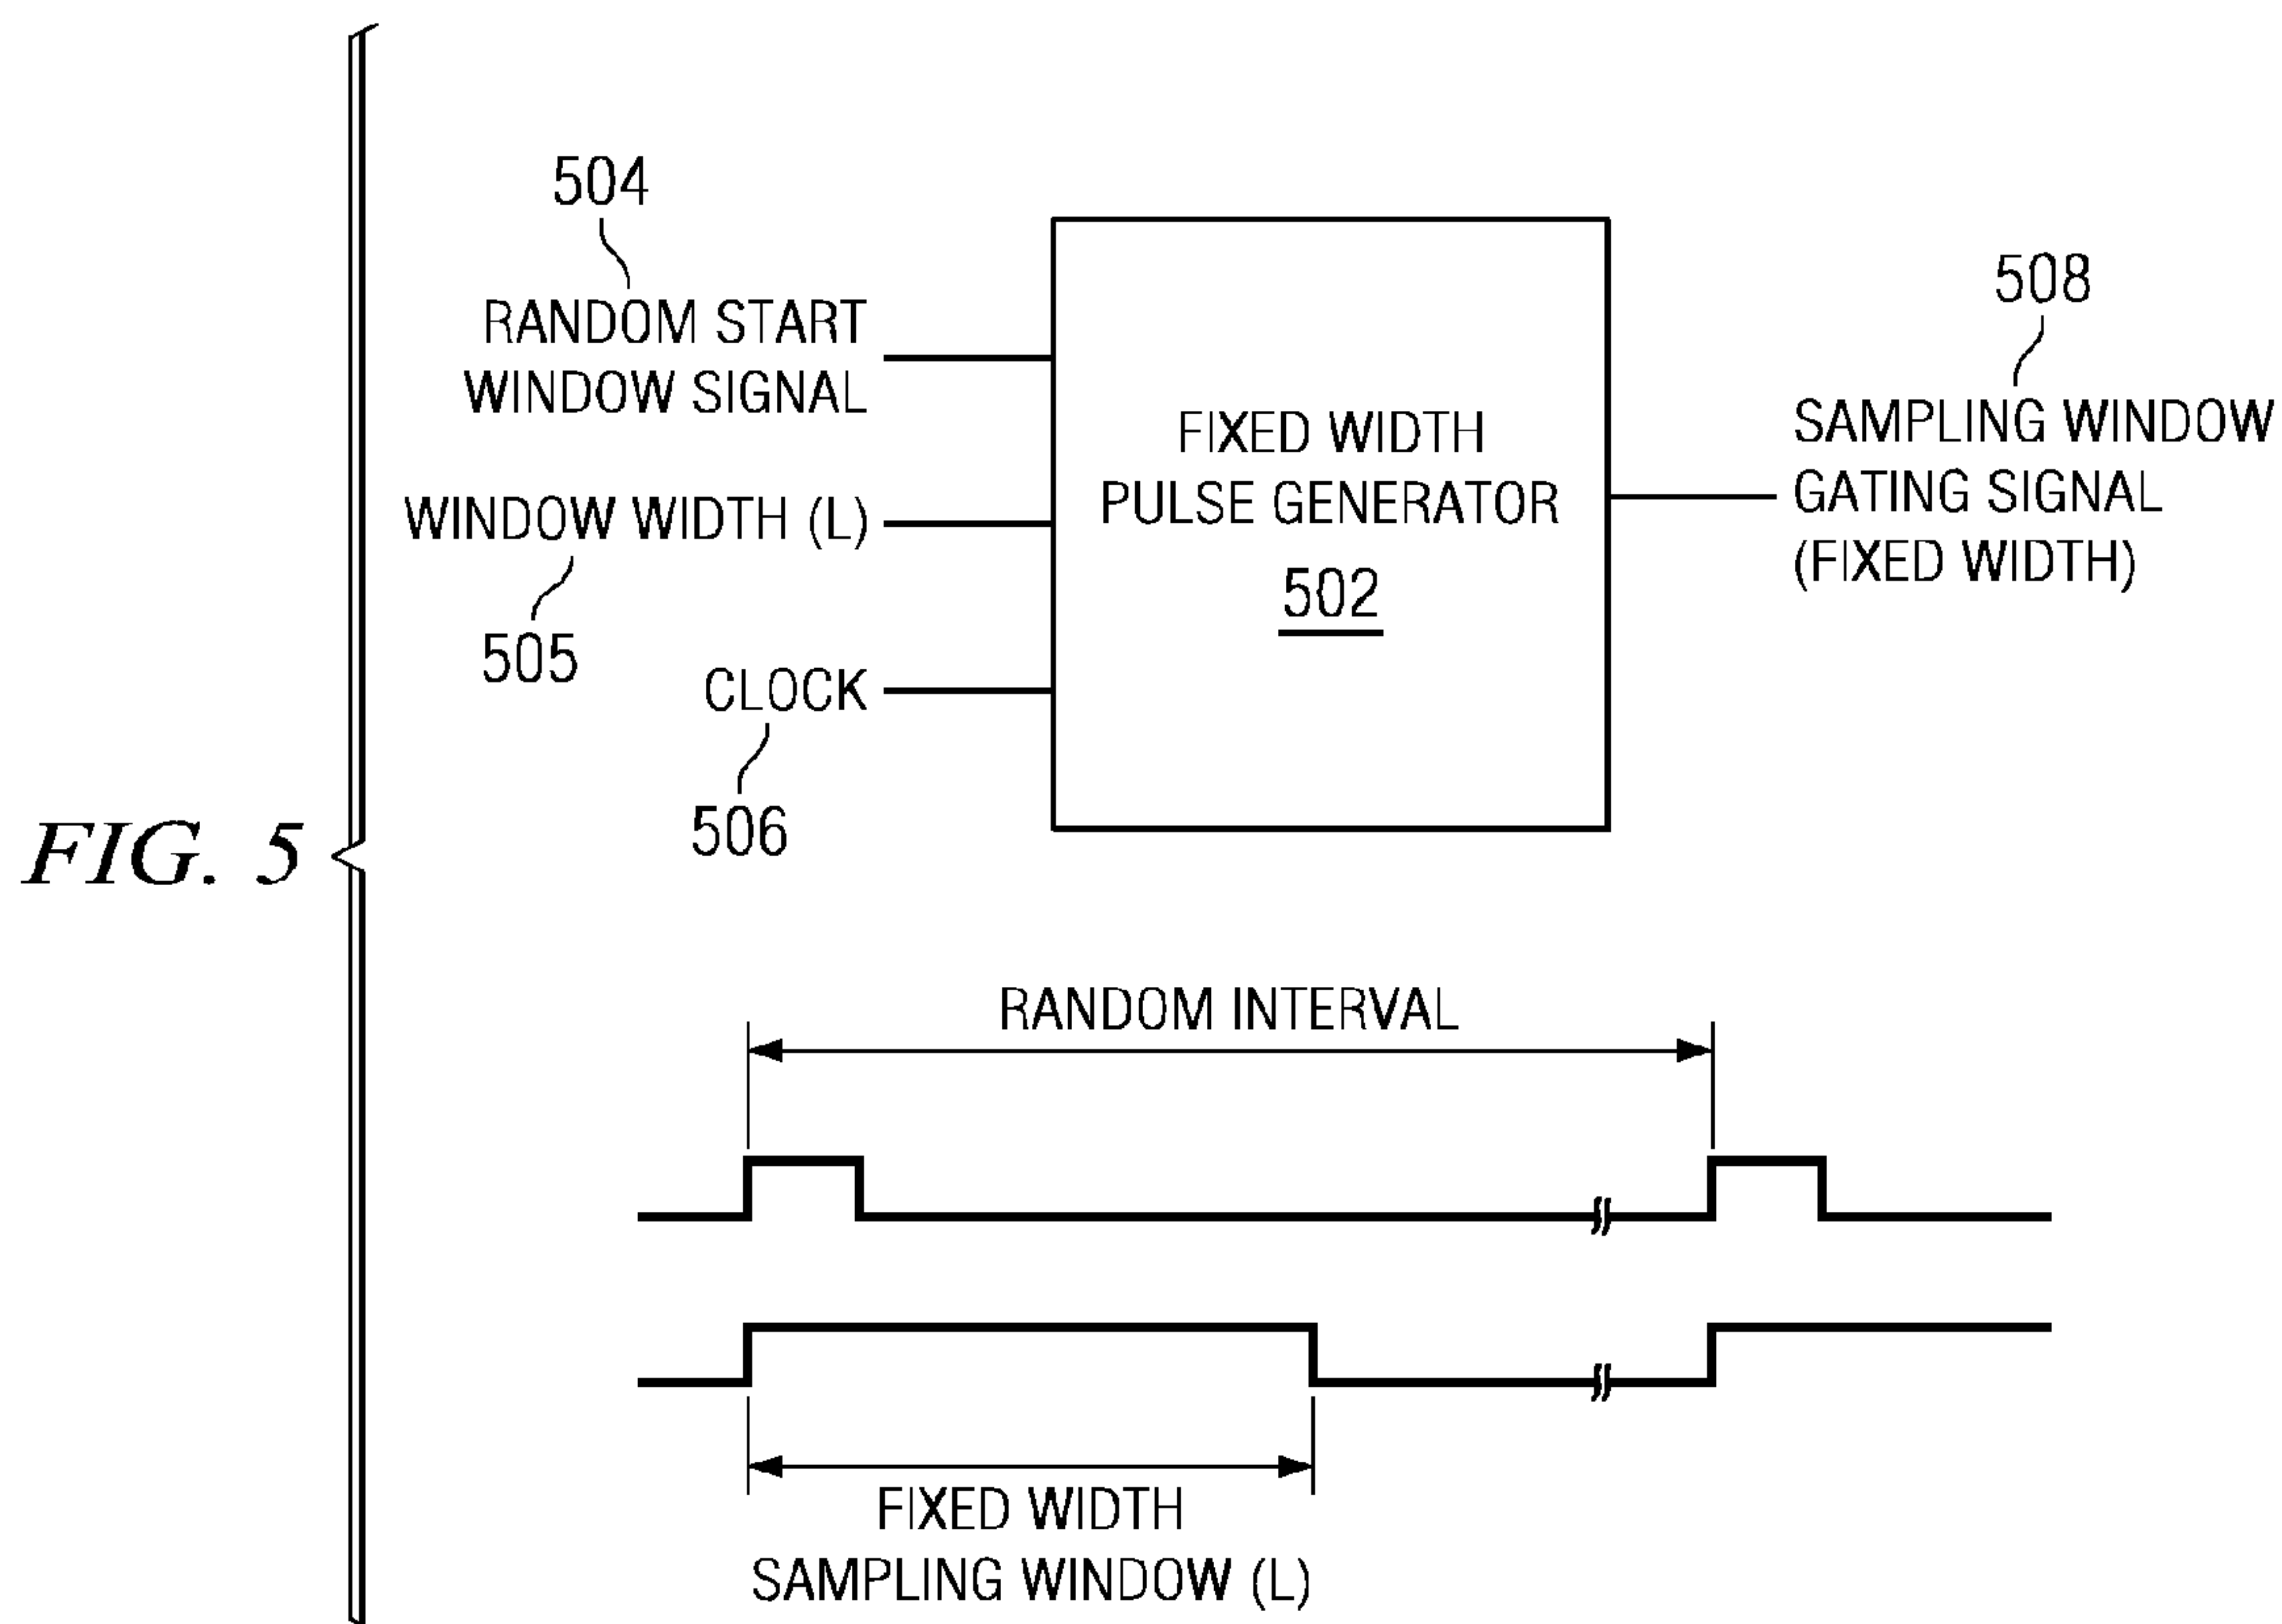 504
RANDOM START
WINDOW SIGNAL
WINDOW WIDTH (L)
505
CLOCK
506
FIXED WIDTH
PULSE GENERATOR
502
508
SAMPLING WINDOW
GATING SIGNAL
(FIXED WIDTH)
FIG. 5
RANDOM INTERVAL
FIXED WIDTH
SAMPLING WINDOW (L)